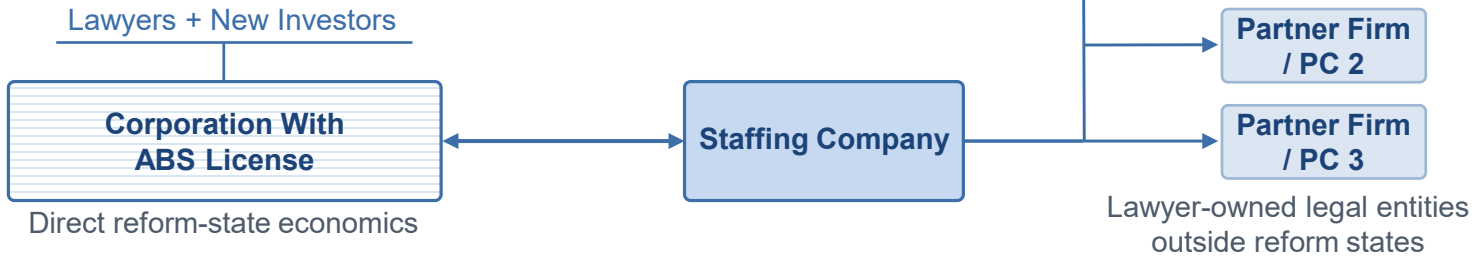 Lawyers + New Investors
Corporation With
ABS License
Direct reform-state economics
Staffing Company
Partner Firm
/ PC 2
Partner Firm
/ PC 3
Lawyer-owned legal entities
outside reform states